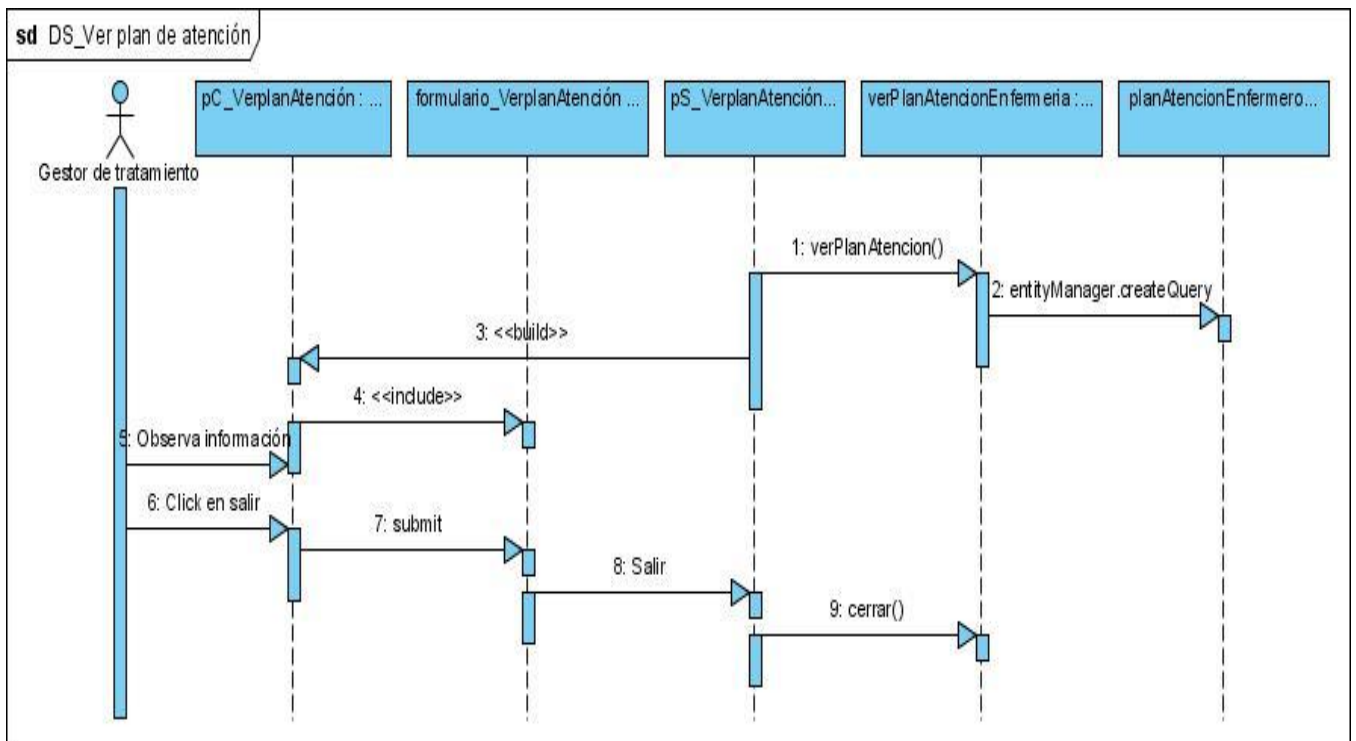 sd DS_Ver plan de atención
pC_VerplanAtención : ...
formulario_VerplanAtención ...
pS_VerplanAtención...
verPlanAtencionEnfermeria :...
planAtencionEnfermero...
Gestor de tratamiento
1: verPlanAtencion()
2: entityManager.createQuery
3: <<build>>
4: <<include>>
5: Observa información
6: Click en salir
7: submit
8: Salir
9: cerrar()